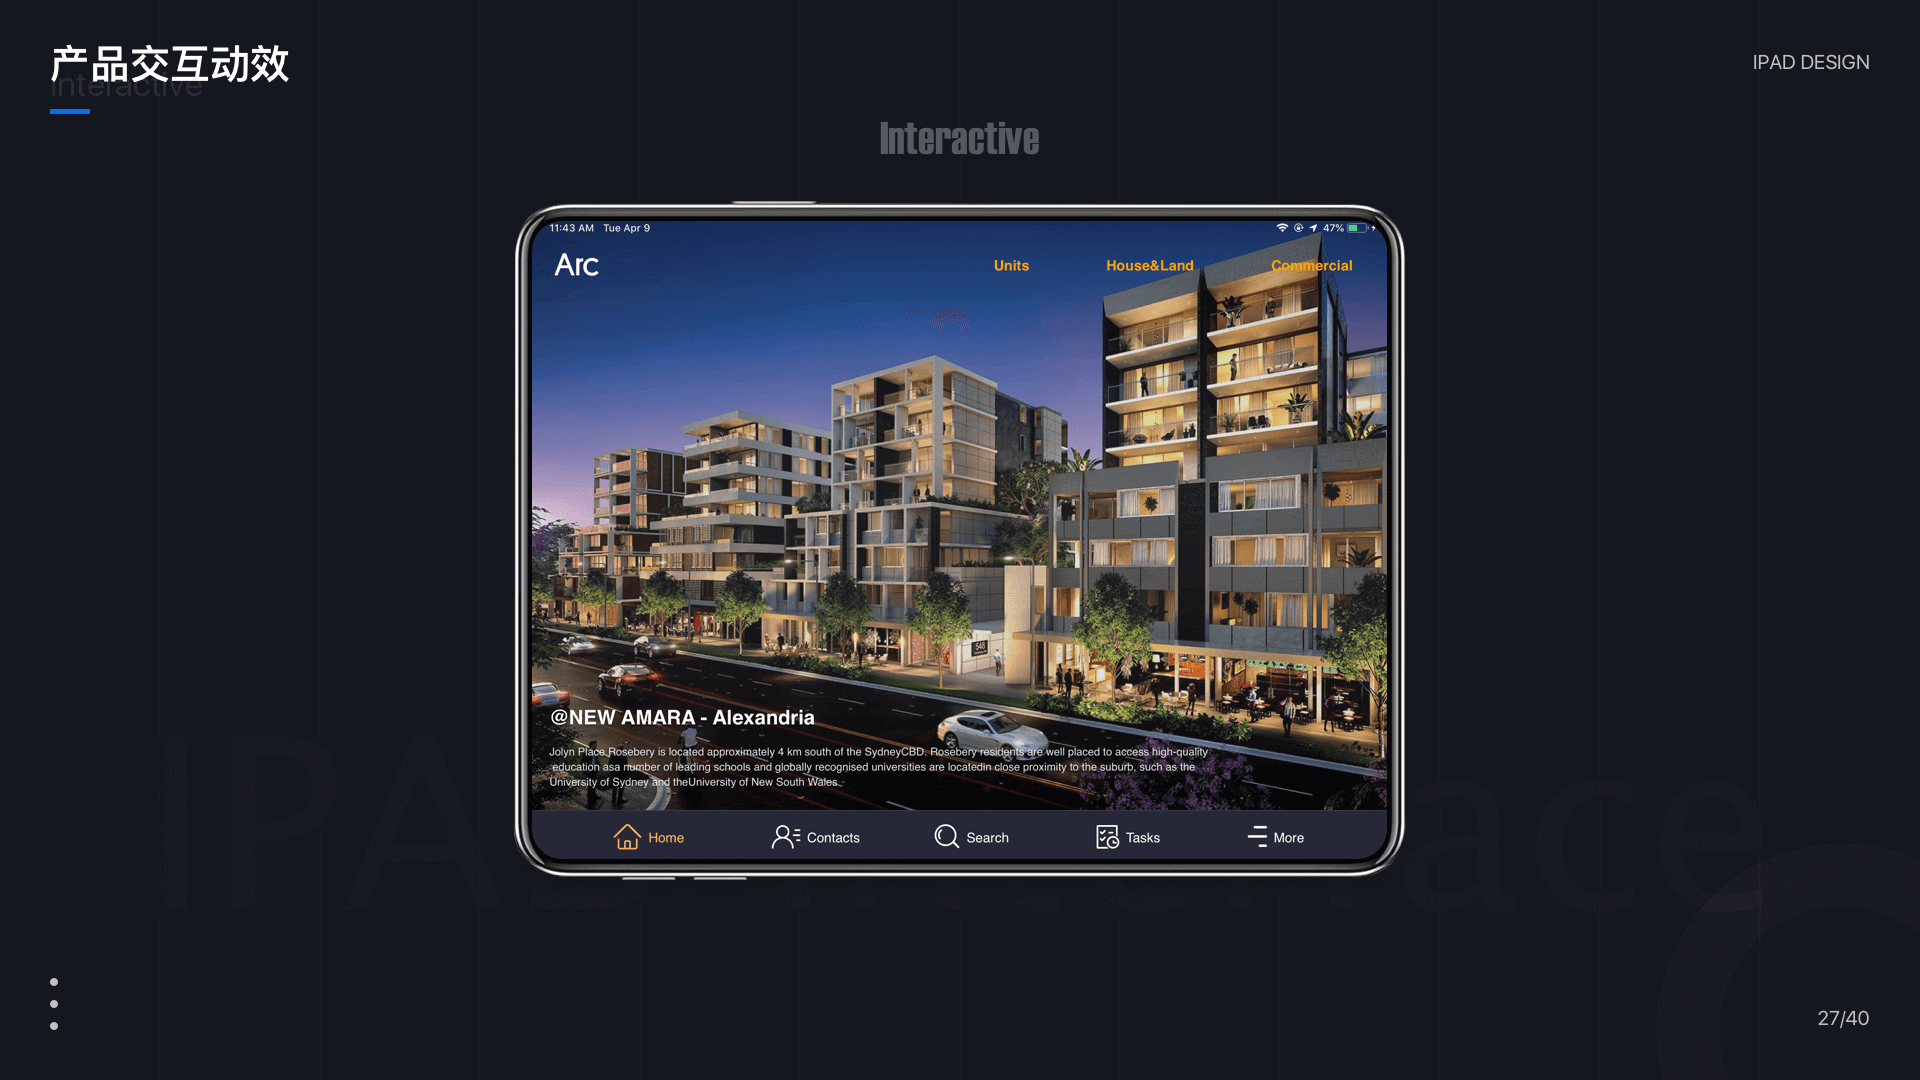 产品交互动效
interactive
IPAD DESIGN
Interactive
11:43 AM Tue Apr 9
47%
Arc
Units
House&Land
Commercial
548
@NEW AMARA - Alexandria
Jolyn Place,Rosebery is located approximately 4 km south of the SydneyCBD. Rosebery residents are well placed to access high-quality
education asa number of leading schools and globally recognised universities are locatedin close proximity to the suburb, such as the
University of Sydney and theUniversity of New South Wales
Home
Contacts
Search
Tasks
More
IPAD Interface
27/40